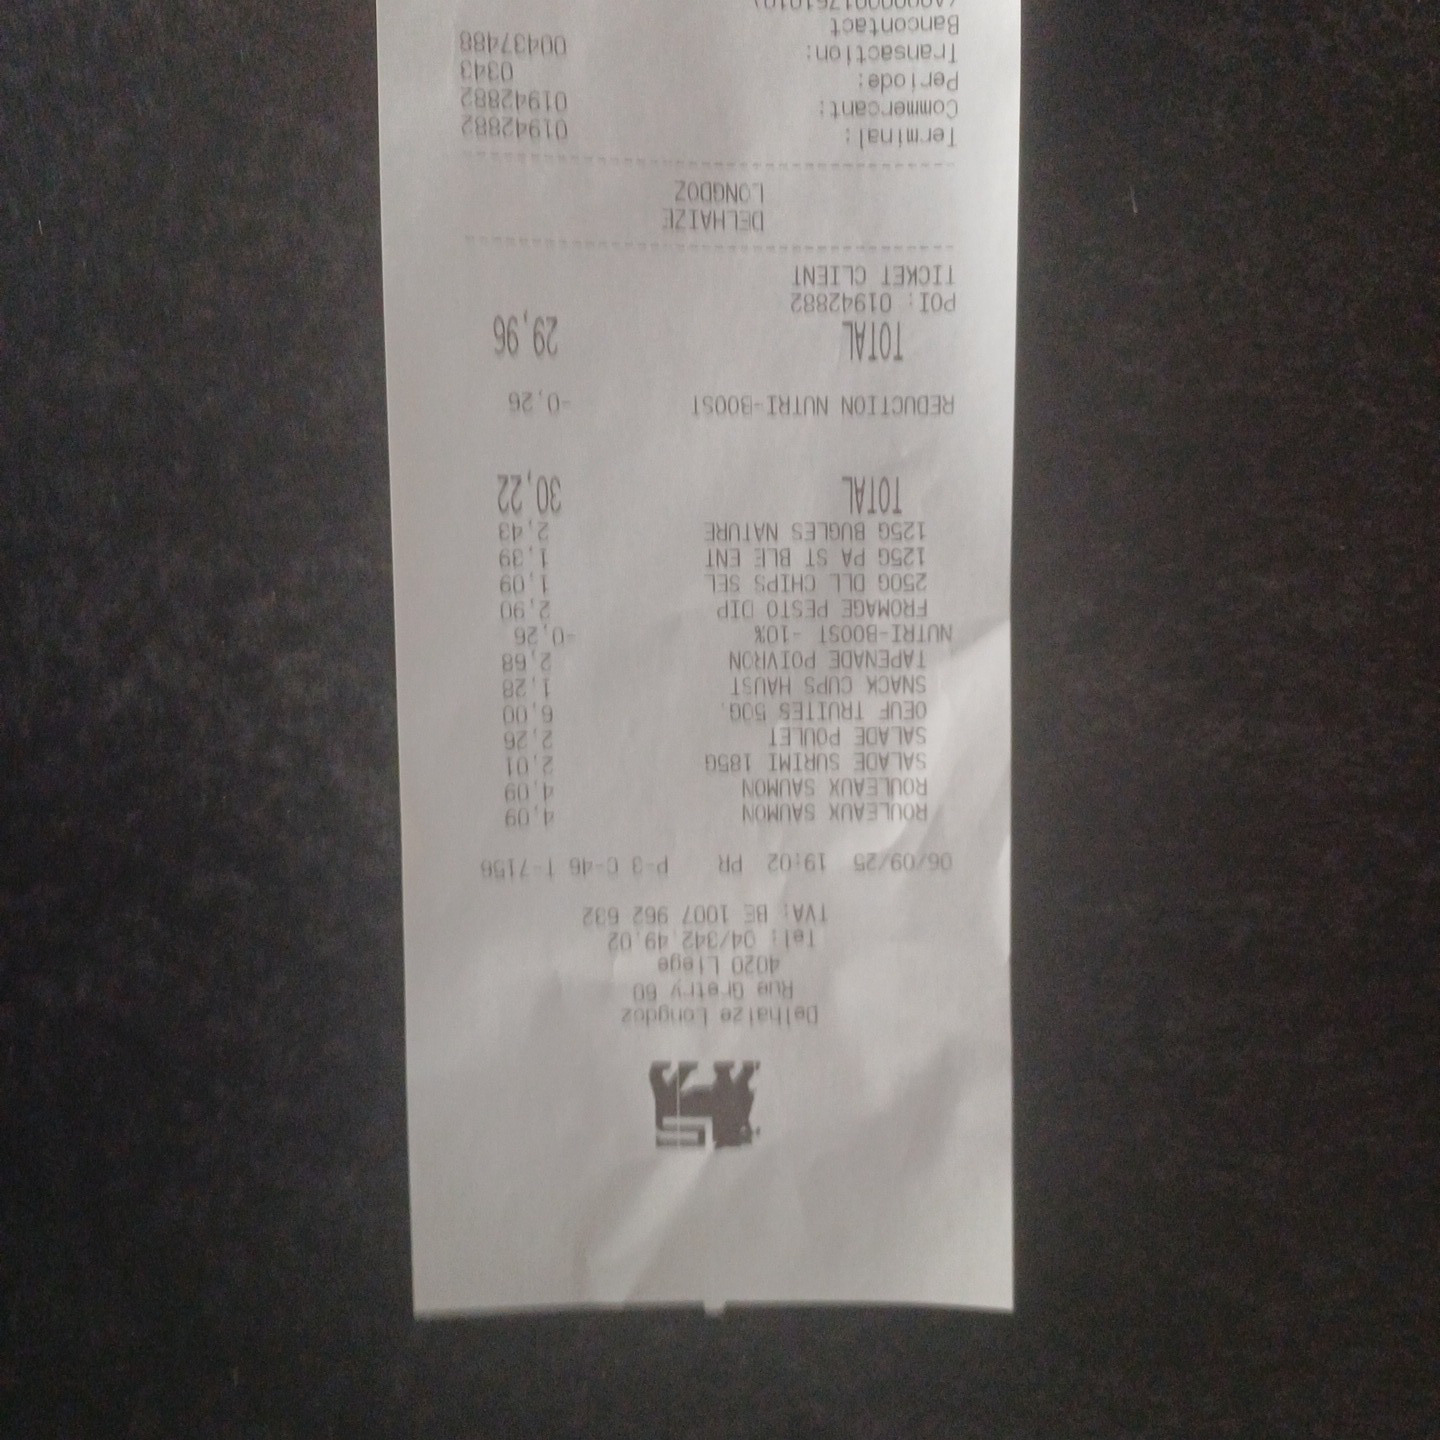 Delhaize Longdoz
Rue Gretry 60
4020 Liege
Tel: 04/342.49.02
TVA: BE 1007 962 632
06/09/25 19:02 PR P-3 C-46 T-7156
ROULEAUX SAUMON 4,09
ROULEAUX SAUMON 4,09
SALADE SURIMI 185G 2,01
SALADE POULET 2,26
OEUF TRUITES 50G. 6,00
SNACK CUPS HAUST 1,28
TAPENADE POIVRON 2,68
NUTRI-BOOST -10% -0,26
FROMAGE PESTO DIP 2,90
250G DLL CHIPS SEL 1,09
125G PA ST BLE ENT 1,39
125G BUGLES NATURE 2,43
TOTAL 30,22
REDUCTION NUTRI-BOOST -0,26
TOTAL 29,96
POI: 01942882
TICKET CLIENT
DELHAIZE
LONGDOZ
Terminal: 01942882
Commercant: 01942882
Periode: 0343
Transaction: 00437488
Bancontact